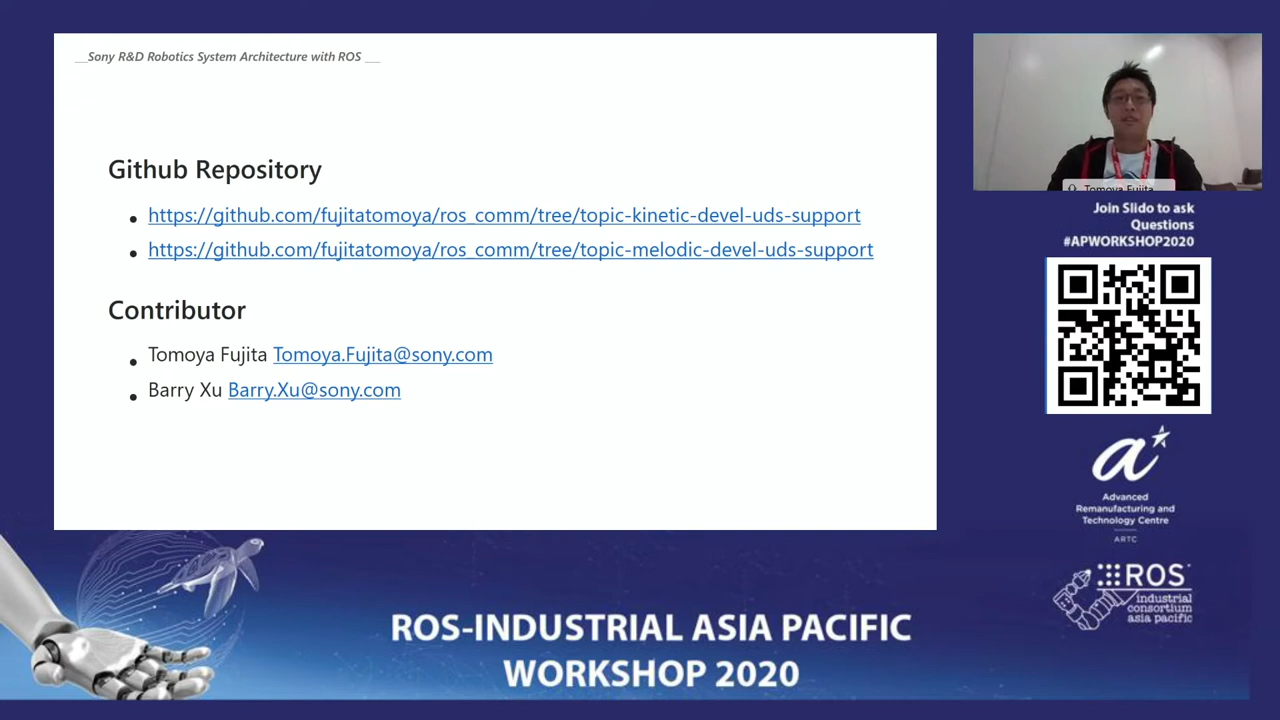 __Sony R&D Robotics System Architecture with ROS __
Github Repository
https://github.com/fujitatomoya/ros_comm/tree/topic-kinetic-devel-uds-support
https://github.com/fujitatomoya/ros_comm/tree/topic-melodic-devel-uds-support
Contributor
Tomoya Fujita Tomoya.Fujita@sony.com
Barry Xu Barry.Xu@sony.com
Tomoya Fujita
Join Slido to ask
Questions
#APWORKSHOP2020
Advanced
Remanufacturing and
Technology Centre
ARTC
ROS
industrial
consortium
asia pacific
ROS-INDUSTRIAL ASIA PACIFIC
WORKSHOP 2020